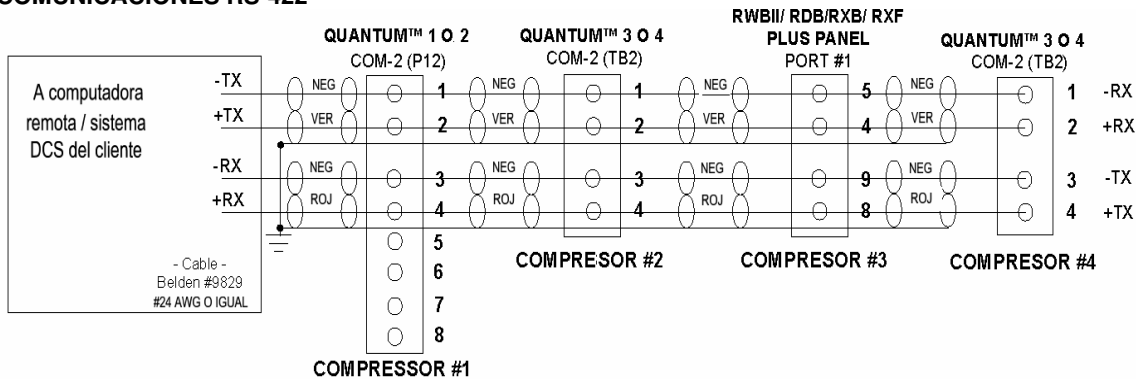 COMUNICACIONES RS-422
QUANTUM™ 1 O 2
COM-2 (P12)
QUANTUM™ 3 O 4
COM-2 (TB2)
RWBII/ RDB/RXB/ RXF
PLUS PANEL
PORT #1
QUANTUM™ 3 O 4
COM-2 (TB2)
A computadora
remota / sistema
DCS del cliente
-TX NEG 1 NEG 1 NEG 5 NEG 1 -RX
+TX VER 2 VER 2 VER 4 VER 2 +RX
-RX NEG 3 NEG 3 NEG 9 NEG 3 -TX
+RX ROJ 4 ROJ 4 ROJ 8 ROJ 4 +TX
5
6
7
8
- Cable -
Belden #9829
#24 AWG O IGUAL
COMPRESSOR #1
COMPRESOR #2
COMPRESOR #3
COMPRESOR #4